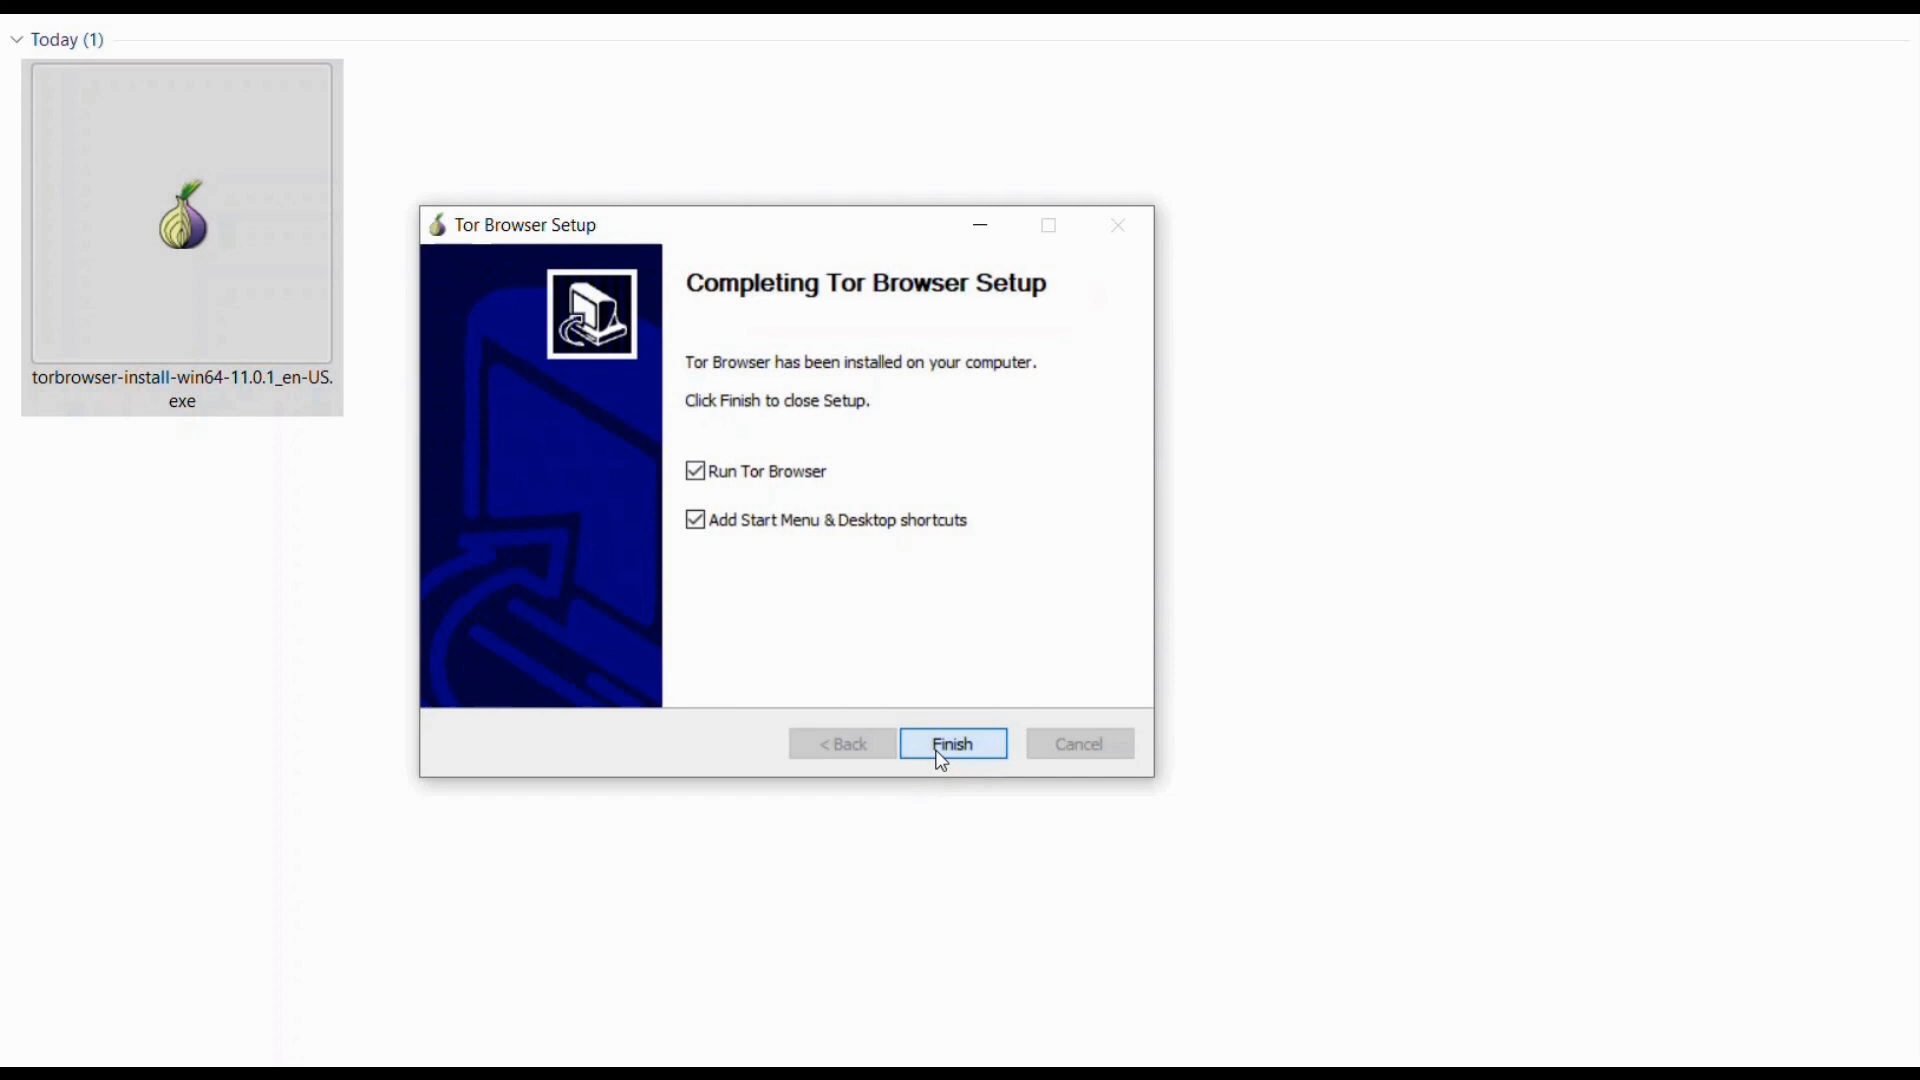 Today (1)
torbrowser-install-win64-11.0.1_en-US.
exe
Tor Browser Setup
Completing Tor Browser Setup
Tor Browser has been installed on your computer.
Click Finish to close Setup.
Run Tor Browser
Add Start Menu & Desktop shortcuts
< Back
Finish
Cancel